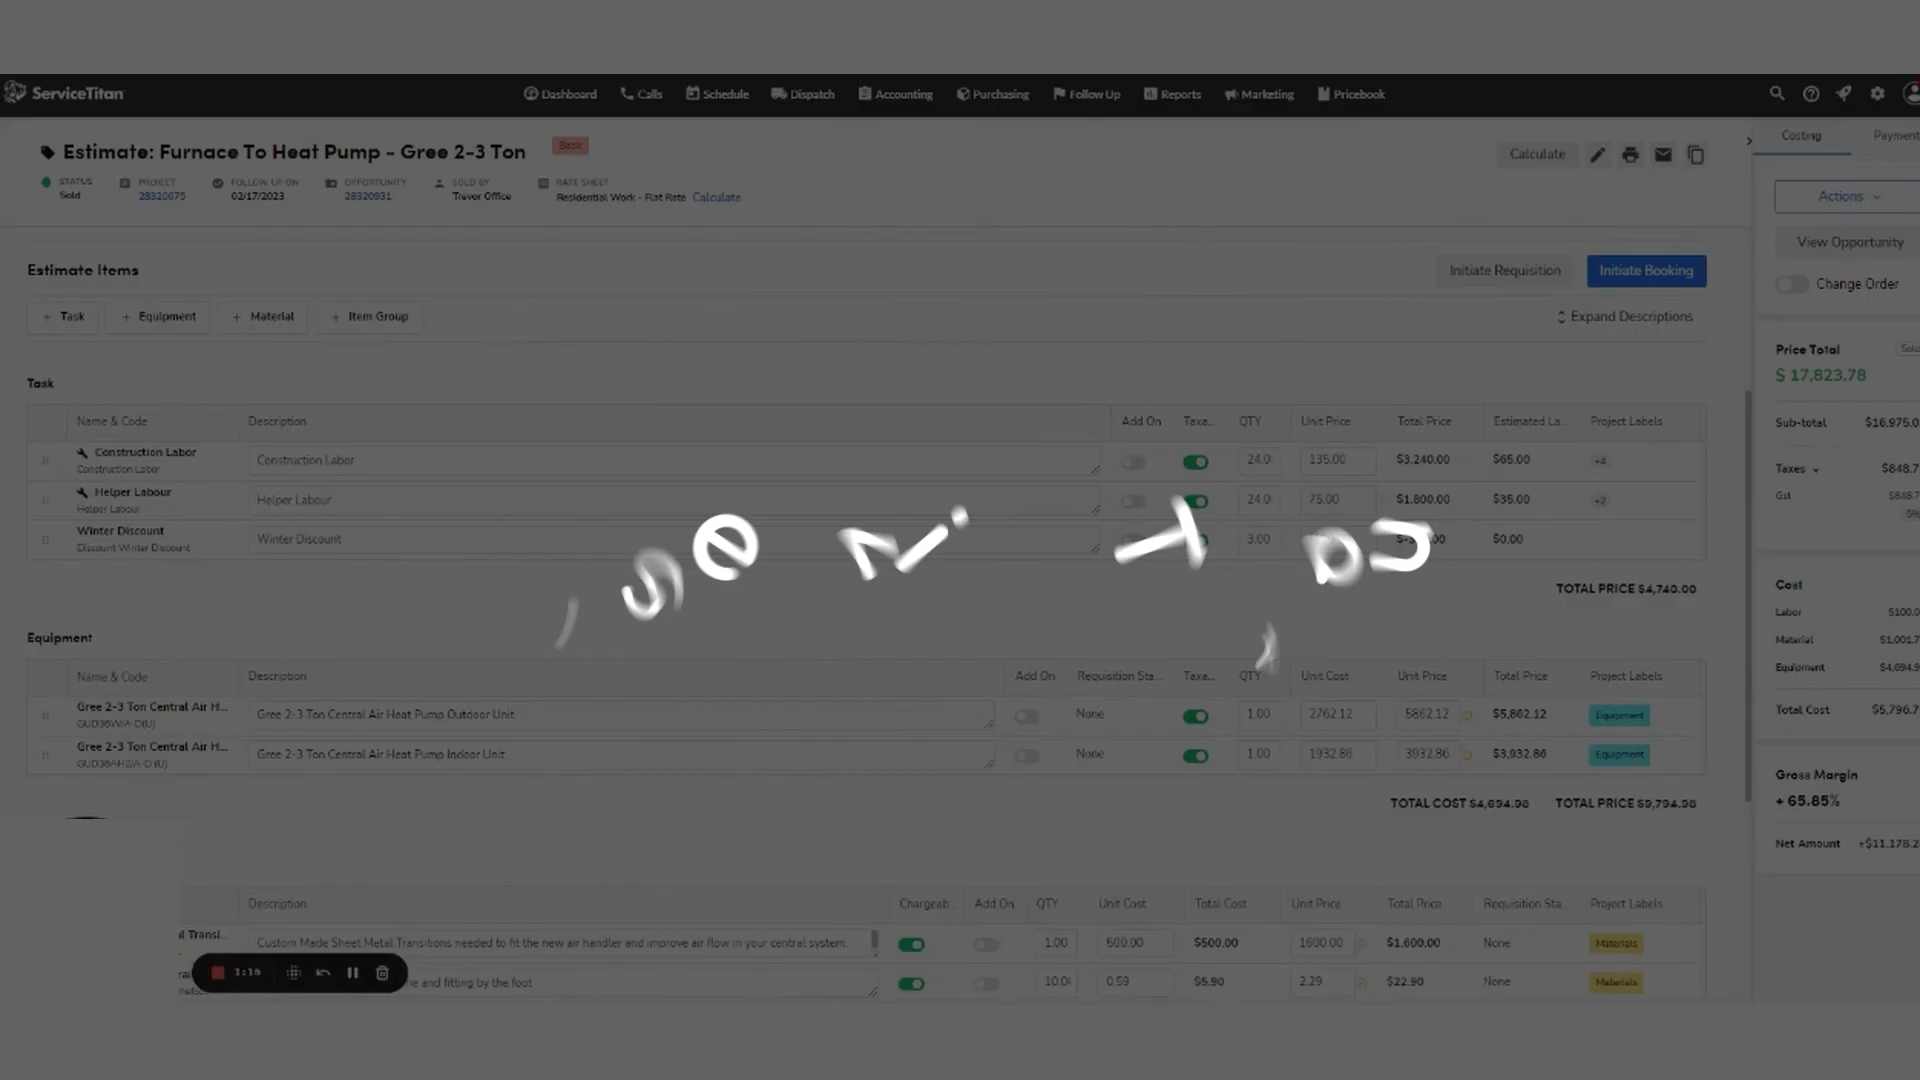 ServiceTitan
Dashboard Calls Schedule Dispatch Accounting Purchasing Follow Up Reports Marketing Pricebook
Estimate: Furnace To Heat Pump - Gree 2-3 Ton Basic
Calculate
Costing Payment
STATUS PROJECT FOLLOW UP ON OPPORTUNITY SOLD BY RATE SHEET
Sold 28320675 02/17/2023 28320931 Trevor Office Residential Work - Flat Rate Calculate
Actions
View Opportunity
Change Order
Estimate Items
Initiate Requisition Initiate Booking
+ Task + Equipment + Material + Item Group
Expand Descriptions
Price Total Sold
$ 17,823.78
Sub-total $16,975.0
Taxes $848.7
Gst $848.7
5%
Task
Name & Code Description Add On Taxa... QTY Unit Price Total Price Estimated La... Project Labels
Construction Labor Construction Labor 24.0 135.00 $3,240.00 $65.00 +4
Construction Labor
Helper Labour Helper Labour 24.0 75.00 $1,800.00 $35.00 +2
Helper Labour
Winter Discount Winter Discount 3.00 $0.00
Discount Winter Discount
TOTAL PRICE $4,740.00
Cost
Labor $100.0
Material $1,001.7
Equipment $4,694.9
Total Cost $5,796.7
Equipment
Name & Code Description Add On Requisition Sta... Taxa... QTY Unit Cost Unit Price Total Price Project Labels
Gree 2-3 Ton Central Air H... Gree 2-3 Ton Central Air Heat Pump Outdoor Unit None 1.00 2762.12 5862.12 $5,862.12 Equipment
GUD36W/A-D(U)
Gree 2-3 Ton Central Air H... Gree 2-3 Ton Central Air Heat Pump Indoor Unit None 1.00 1932.86 3932.86 $3,932.86 Equipment
GUD36AH2/A-D (U)
TOTAL COST $4,694.98 TOTAL PRICE $9,794.98
Gross Margin
+ 65.85%
Net Amount +$11,178.2
Description Chargeab... Add On QTY Unit Cost Total Cost Unit Price Total Price Requisition Sta... Project Labels
l Transi... Custom Made Sheet Metal Transitions needed to fit the new air handler and improve air flow in your central system. 1.00 500.00 $500.00 1600.00 $1,600.00 None Materials
ne and fitting by the foot 10.0 0.59 $5.90 2.29 $22.90 None Materials